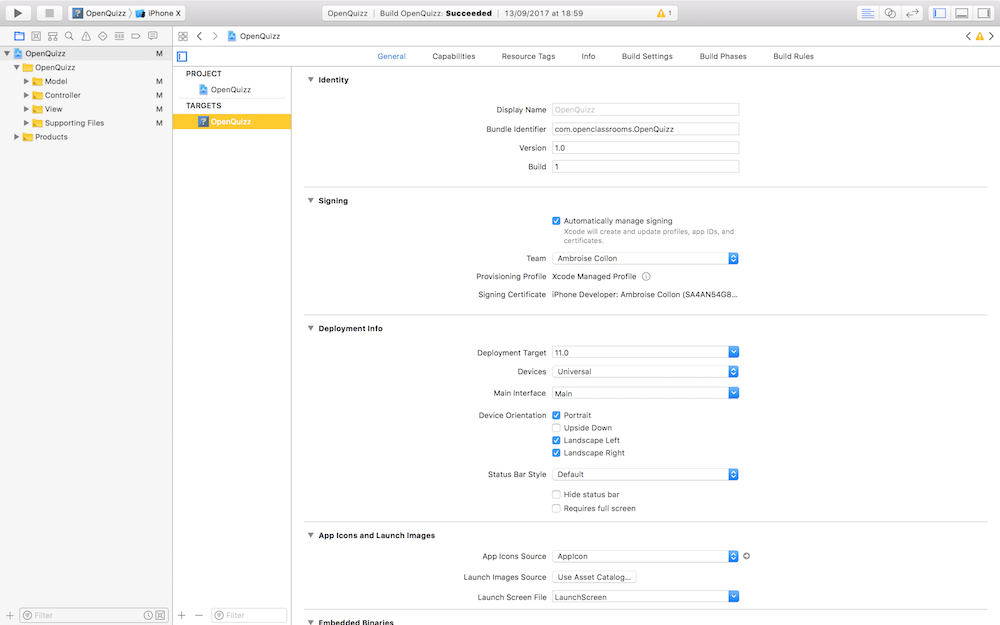 OpenQuizz
iPhone X
OpenQuizz | Build OpenQuizz: Succeeded | 13/09/2017 at 18:59
1
OpenQuizz
OpenQuizz M
OpenQuizz
Model M
Controller M
View M
Supporting Files M
Products
Filter
General Capabilities Resource Tags Info Build Settings Build Phases Build Rules
PROJECT
OpenQuizz
TARGETS
OpenQuizz
Filter
Identity
Display Name OpenQuizz
Bundle Identifier com.openclassrooms.OpenQuizz
Version 1.0
Build 1
Signing
Automatically manage signing
Xcode will create and update profiles, app IDs, and
certificates.
Team Ambroise Collon
Provisioning Profile Xcode Managed Profile
Signing Certificate iPhone Developer: Ambroise Collon (SA4AN54G8...
Deployment Info
Deployment Target 11.0
Devices Universal
Main Interface Main
Device Orientation Portrait
Upside Down
Landscape Left
Landscape Right
Status Bar Style Default
Hide status bar
Requires full screen
App Icons and Launch Images
App Icons Source AppIcon
Launch Images Source Use Asset Catalog...
Launch Screen File LaunchScreen
Embedded Binaries